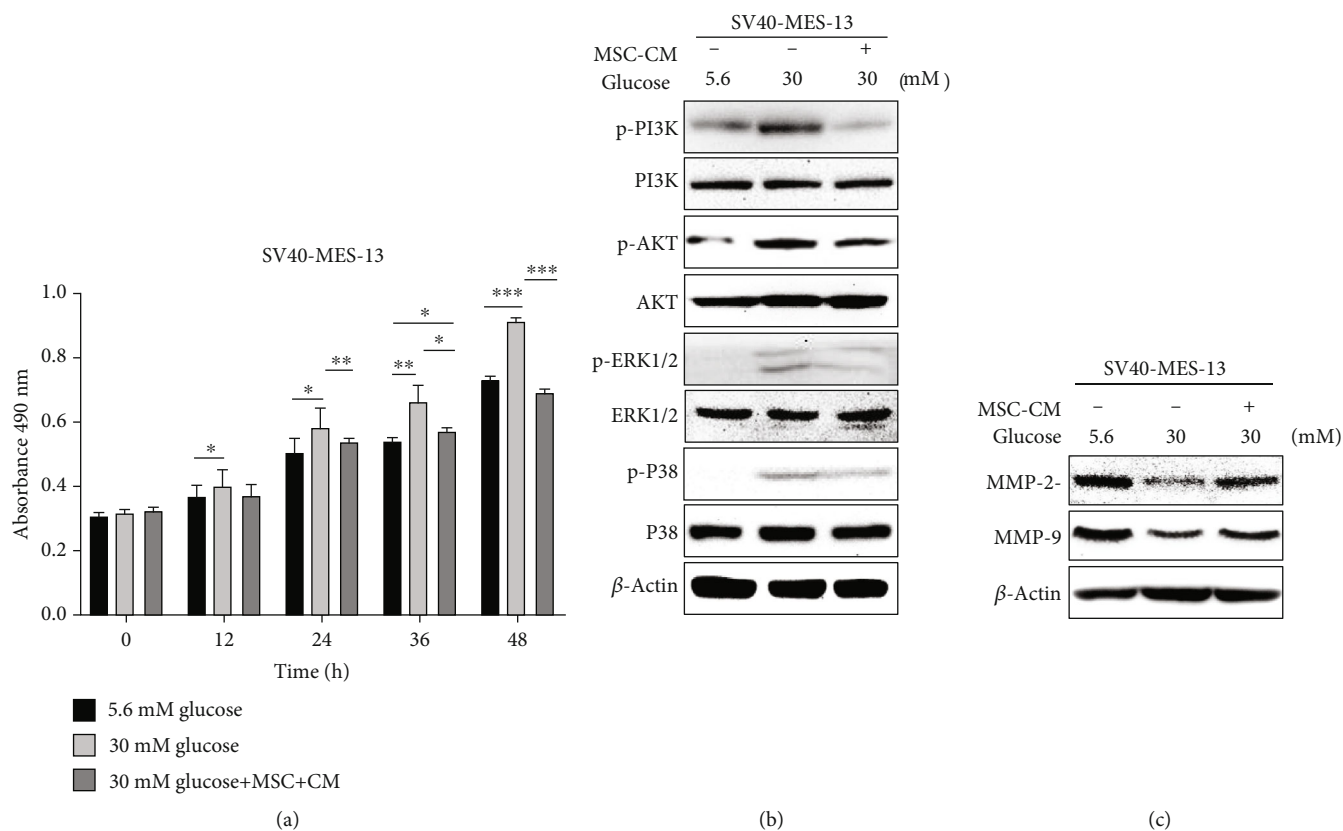 SV40-MES-13
*** 
***
*
*
**
*
**
*
*
1.0
0.8
0.6
0.4
0.2
0.0
Absorbance 490 nm
0 12 24 36 48
Time (h)
5.6 mM glucose
30 mM glucose
30 mM glucose+MSC+CM
(a)
SV40-MES-13
MSC-CM − − +
Glucose 5.6 30 30 (mM)
p-PI3K
PI3K
p-AKT
AKT
p-ERK1/2
ERK1/2
p-P38
P38
β-Actin
(b)
SV40-MES-13
MSC-CM − − +
Glucose 5.6 30 30 (mM)
MMP-2-
MMP-9
β-Actin
(c)